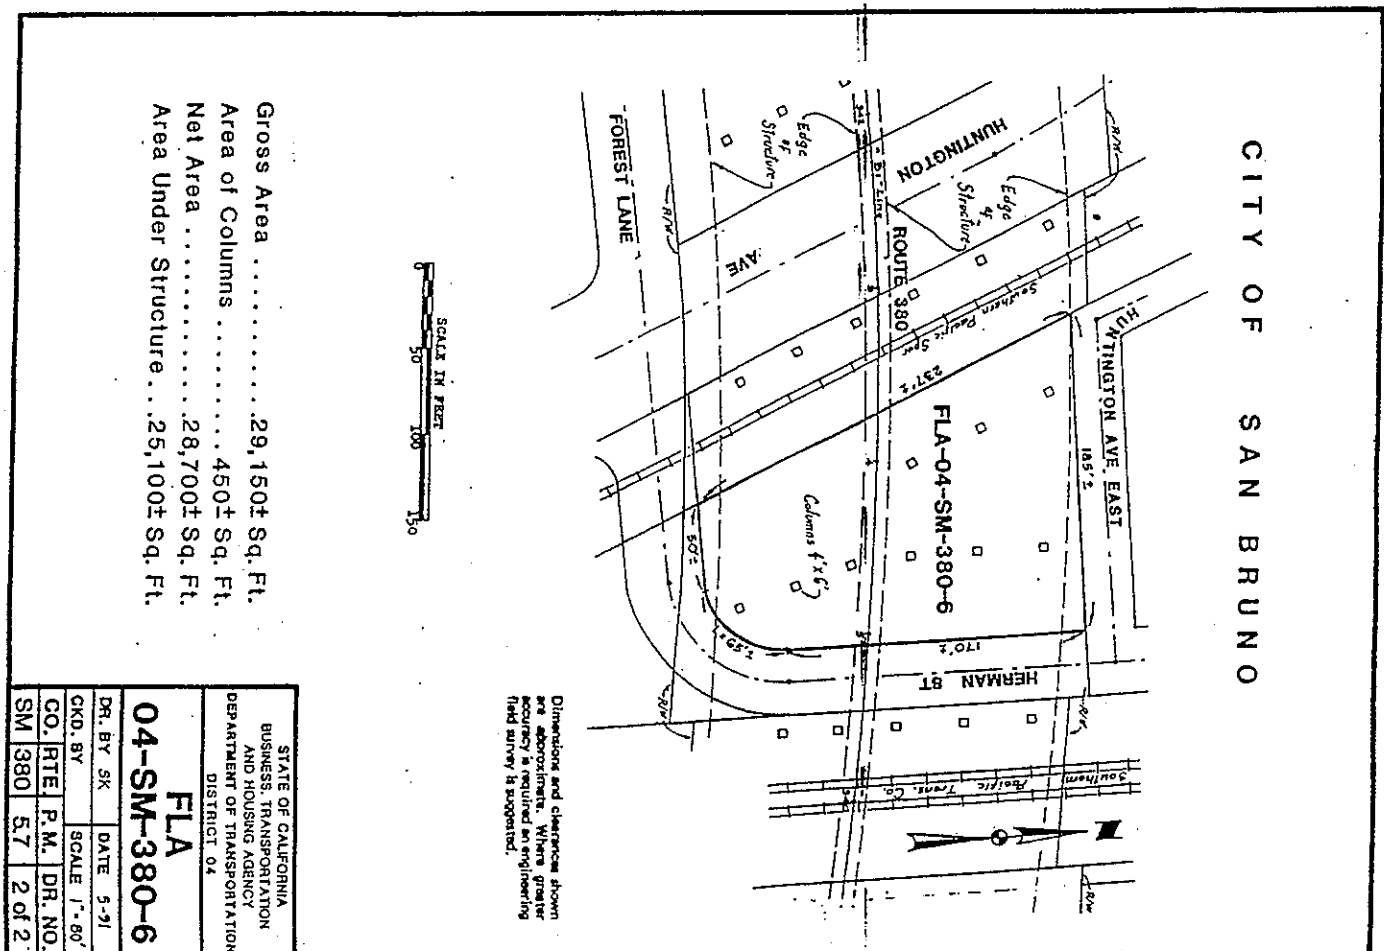 CITY OF SAN BRUNO
HUNTINGTON
AVE
FOREST LANE
ROUTE 380
Edge
of
Structure
Edge
of
Structure
R/W
R/W
Southern Pacific Spur
237'±
FLA-04-SM-380-6
HUNTINGTON AVE EAST
185'±
Columns 4'x6'
50'±
65'±
170'±
HERMAN ST
R/W
R/W
R/W
Southern
Pacific Trans. Co.
SCALE IN FEET
0 50 100 150
Dimensions and clearances shown
are approximate. Where greater
accuracy is required an engineering
field survey is suggested.
Gross Area ...........29,150± Sq. Ft.
Area of Columns .........450± Sq. Ft.
Net Area .............28,700± Sq. Ft.
Area Under Structure...25,100± Sq. Ft.
STATE OF CALIFORNIA
BUSINESS, TRANSPORTATION
AND HOUSING AGENCY
DEPARTMENT OF TRANSPORTATION
DISTRICT 04
FLA
04-SM-380-6
DR. BY SK DATE 5-91
CKD. BY SCALE 1"=80'
CO. RTE. P.M. DR. NO.
SM 380 5.7 2 of 2